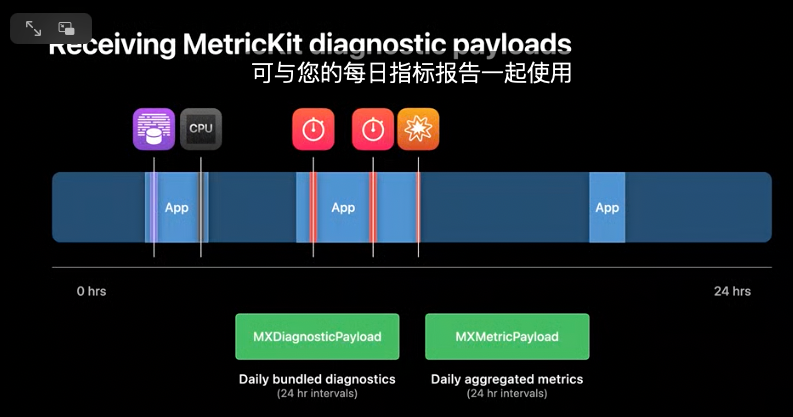 Receiving MetricKit diagnostic payloads
可与您的每日指标报告一起使用
CPU
App
App
App
0 hrs
24 hrs
MXDiagnosticPayload
MXMetricPayload
Daily bundled diagnostics
(24 hr intervals)
Daily aggregated metrics
(24 hr intervals)